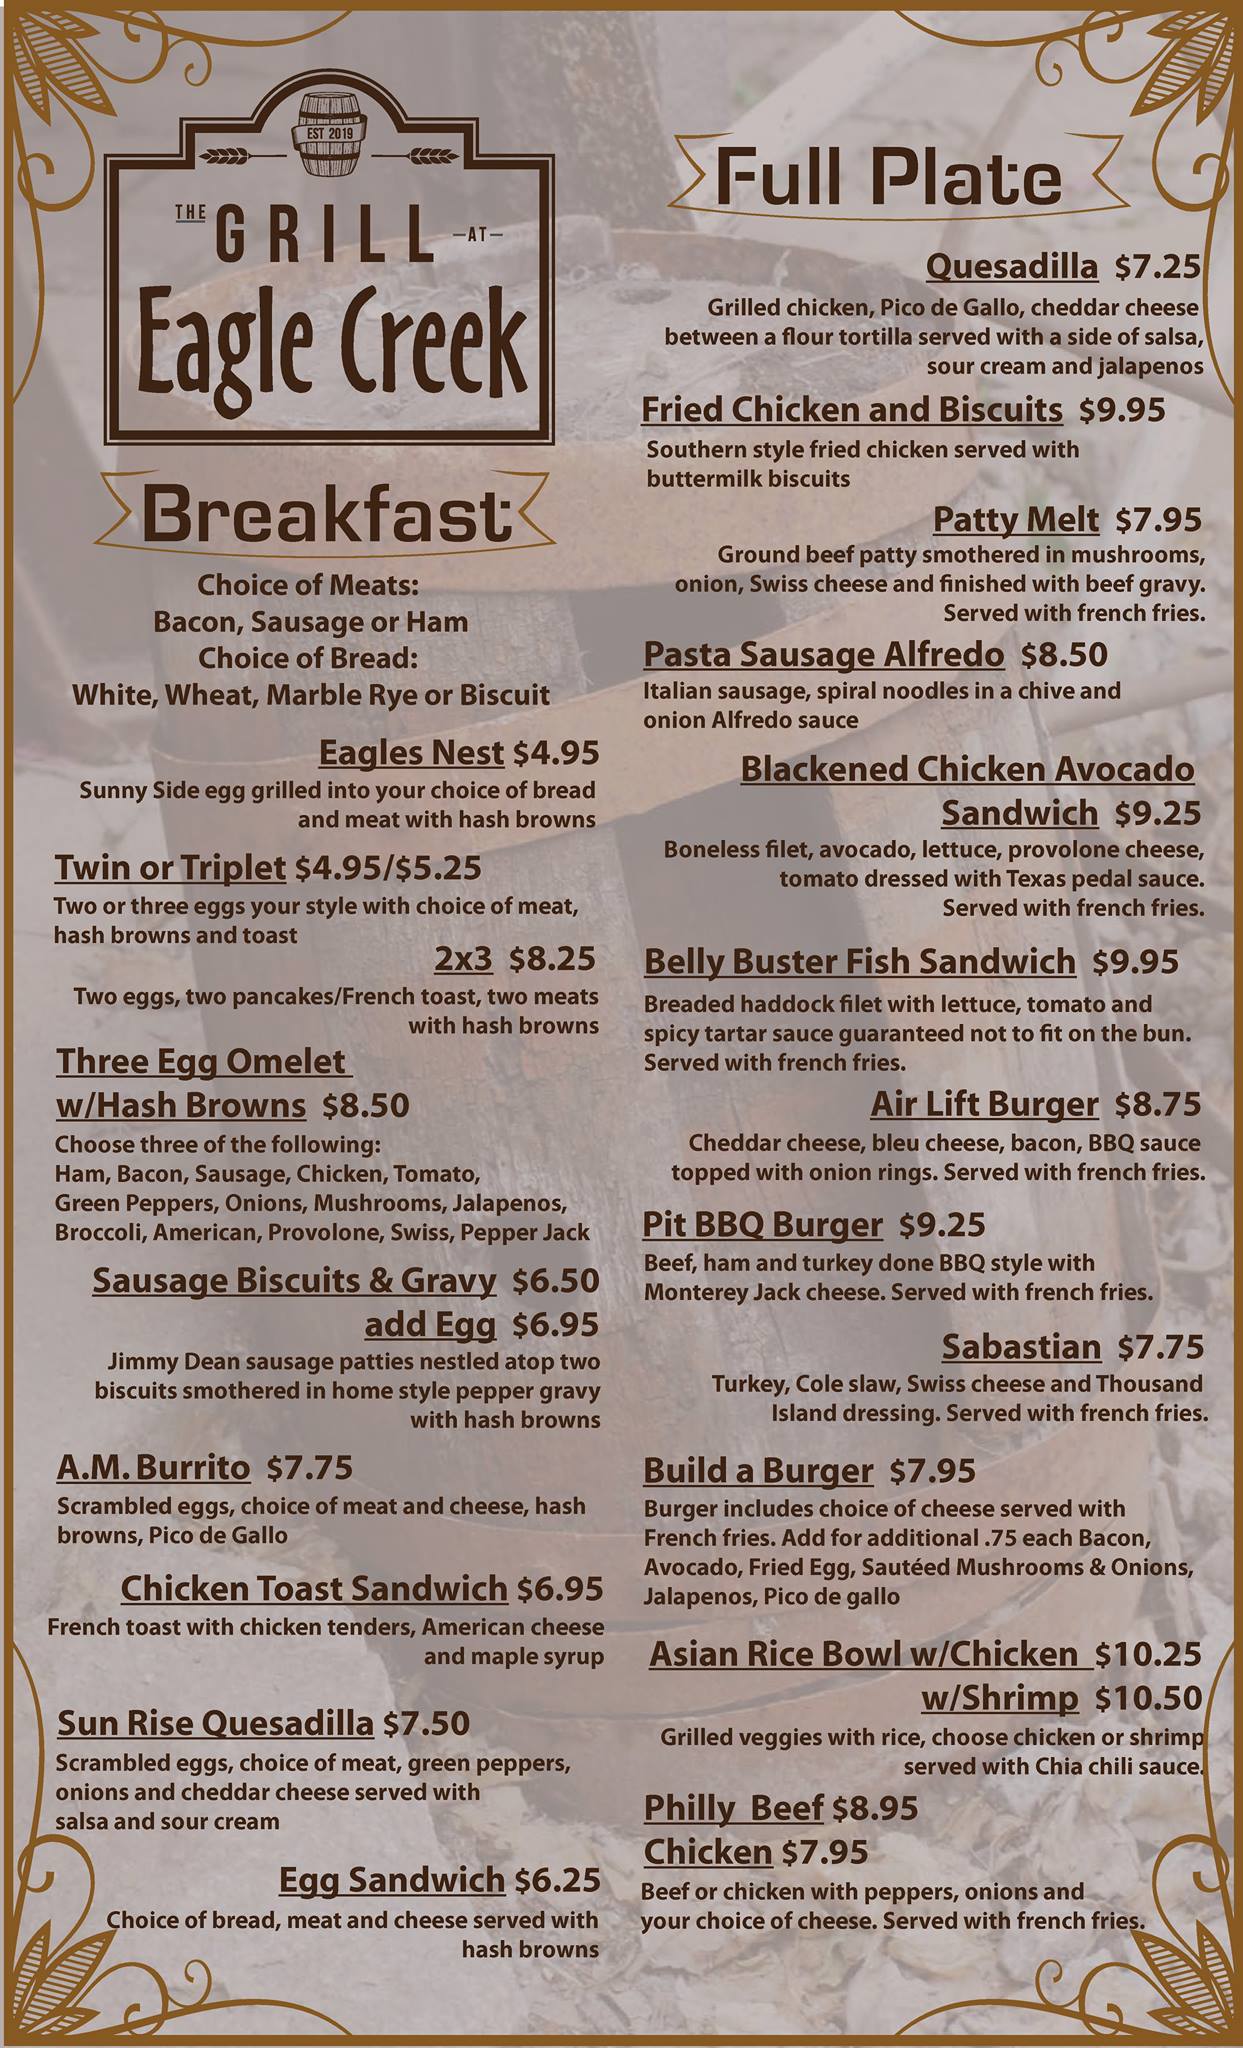 EST 2019
THE GRILL -AT-
Eagle Creek
Breakfast
Choice of Meats:
Bacon, Sausage or Ham
Choice of Bread:
White, Wheat, Marble Rye or Biscuit
Eagles Nest $4.95
Sunny Side egg grilled into your choice of bread
and meat with hash browns
Twin or Triplet $4.95/$5.25
Two or three eggs your style with choice of meat,
hash browns and toast
2x3 $8.25
Two eggs, two pancakes/French toast, two meats
with hash browns
Three Egg Omelet
w/Hash Browns $8.50
Choose three of the following:
Ham, Bacon, Sausage, Chicken, Tomato,
Green Peppers, Onions, Mushrooms, Jalapenos,
Broccoli, American, Provolone, Swiss, Pepper Jack
Sausage Biscuits & Gravy $6.50
add Egg $6.95
Jimmy Dean sausage patties nestled atop two
biscuits smothered in home style pepper gravy
with hash browns
A.M. Burrito $7.75
Scrambled eggs, choice of meat and cheese, hash
browns, Pico de Gallo
Chicken Toast Sandwich $6.95
French toast with chicken tenders, American cheese
and maple syrup
Sun Rise Quesadilla $7.50
Scrambled eggs, choice of meat, green peppers,
onions and cheddar cheese served with
salsa and sour cream
Egg Sandwich $6.25
Choice of bread, meat and cheese served with
hash browns
Full Plate
Quesadilla $7.25
Grilled chicken, Pico de Gallo, cheddar cheese
between a flour tortilla served with a side of salsa,
sour cream and jalapenos
Fried Chicken and Biscuits $9.95
Southern style fried chicken served with
buttermilk biscuits
Patty Melt $7.95
Ground beef patty smothered in mushrooms,
onion, Swiss cheese and finished with beef gravy.
Served with french fries.
Pasta Sausage Alfredo $8.50
Italian sausage, spiral noodles in a chive and
onion Alfredo sauce
Blackened Chicken Avocado
Sandwich $9.25
Boneless filet, avocado, lettuce, provolone cheese,
tomato dressed with Texas pedal sauce.
Served with french fries.
Belly Buster Fish Sandwich $9.95
Breaded haddock filet with lettuce, tomato and
spicy tartar sauce guaranteed not to fit on the bun.
Served with french fries.
Air Lift Burger $8.75
Cheddar cheese, bleu cheese, bacon, BBQ sauce
topped with onion rings. Served with french fries.
Pit BBQ Burger $9.25
Beef, ham and turkey done BBQ style with
Monterey Jack cheese. Served with french fries.
Sabastian $7.75
Turkey, Cole slaw, Swiss cheese and Thousand
Island dressing. Served with french fries.
Build a Burger $7.95
Burger includes choice of cheese served with
French fries. Add for additional .75 each Bacon,
Avocado, Fried Egg, Sautéed Mushrooms & Onions,
Jalapenos, Pico de gallo
Asian Rice Bowl w/Chicken $10.25
w/Shrimp $10.50
Grilled veggies with rice, choose chicken or shrimp
served with Chia chili sauce.
Philly Beef $8.95
Chicken $7.95
Beef or chicken with peppers, onions and
your choice of cheese. Served with french fries.